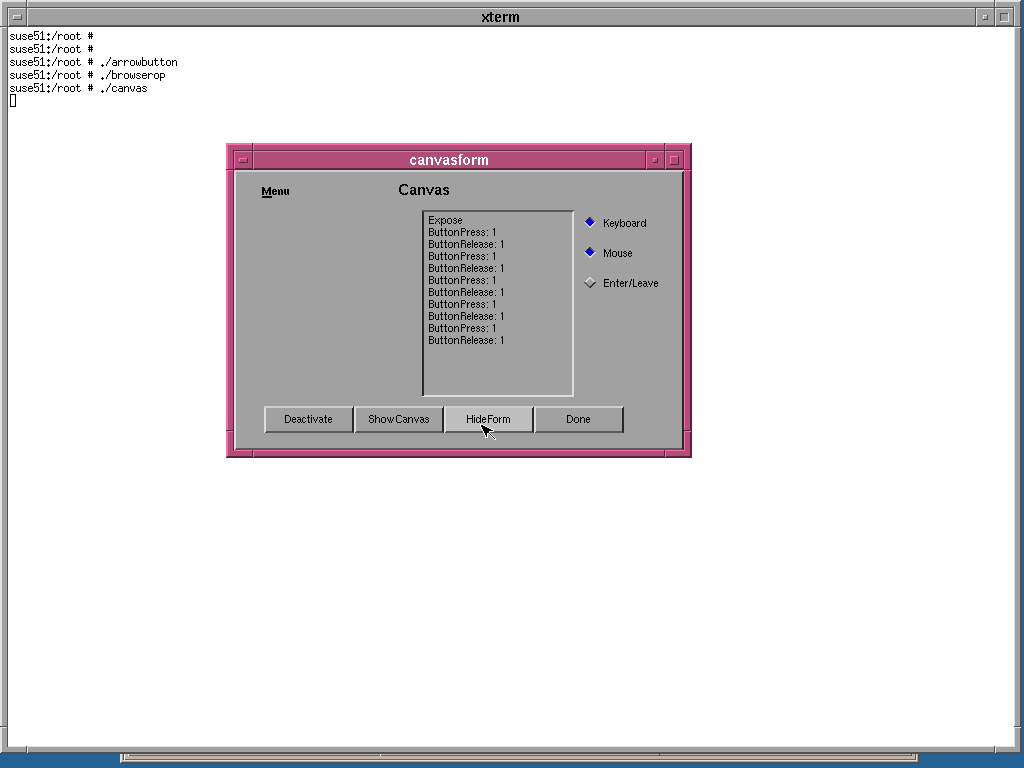 xterm
suse51:/root #
suse51:/root #
suse51:/root # ./arrowbutton
suse51:/root # ./browserop
suse51:/root # ./canvas
canvasform
Menu
Canvas
Expose
ButtonPress: 1
ButtonRelease: 1
ButtonPress: 1
ButtonRelease: 1
ButtonPress: 1
ButtonRelease: 1
ButtonPress: 1
ButtonRelease: 1
ButtonPress: 1
ButtonRelease: 1
Keyboard
Mouse
Enter/Leave
Deactivate
ShowCanvas
HideForm
Done